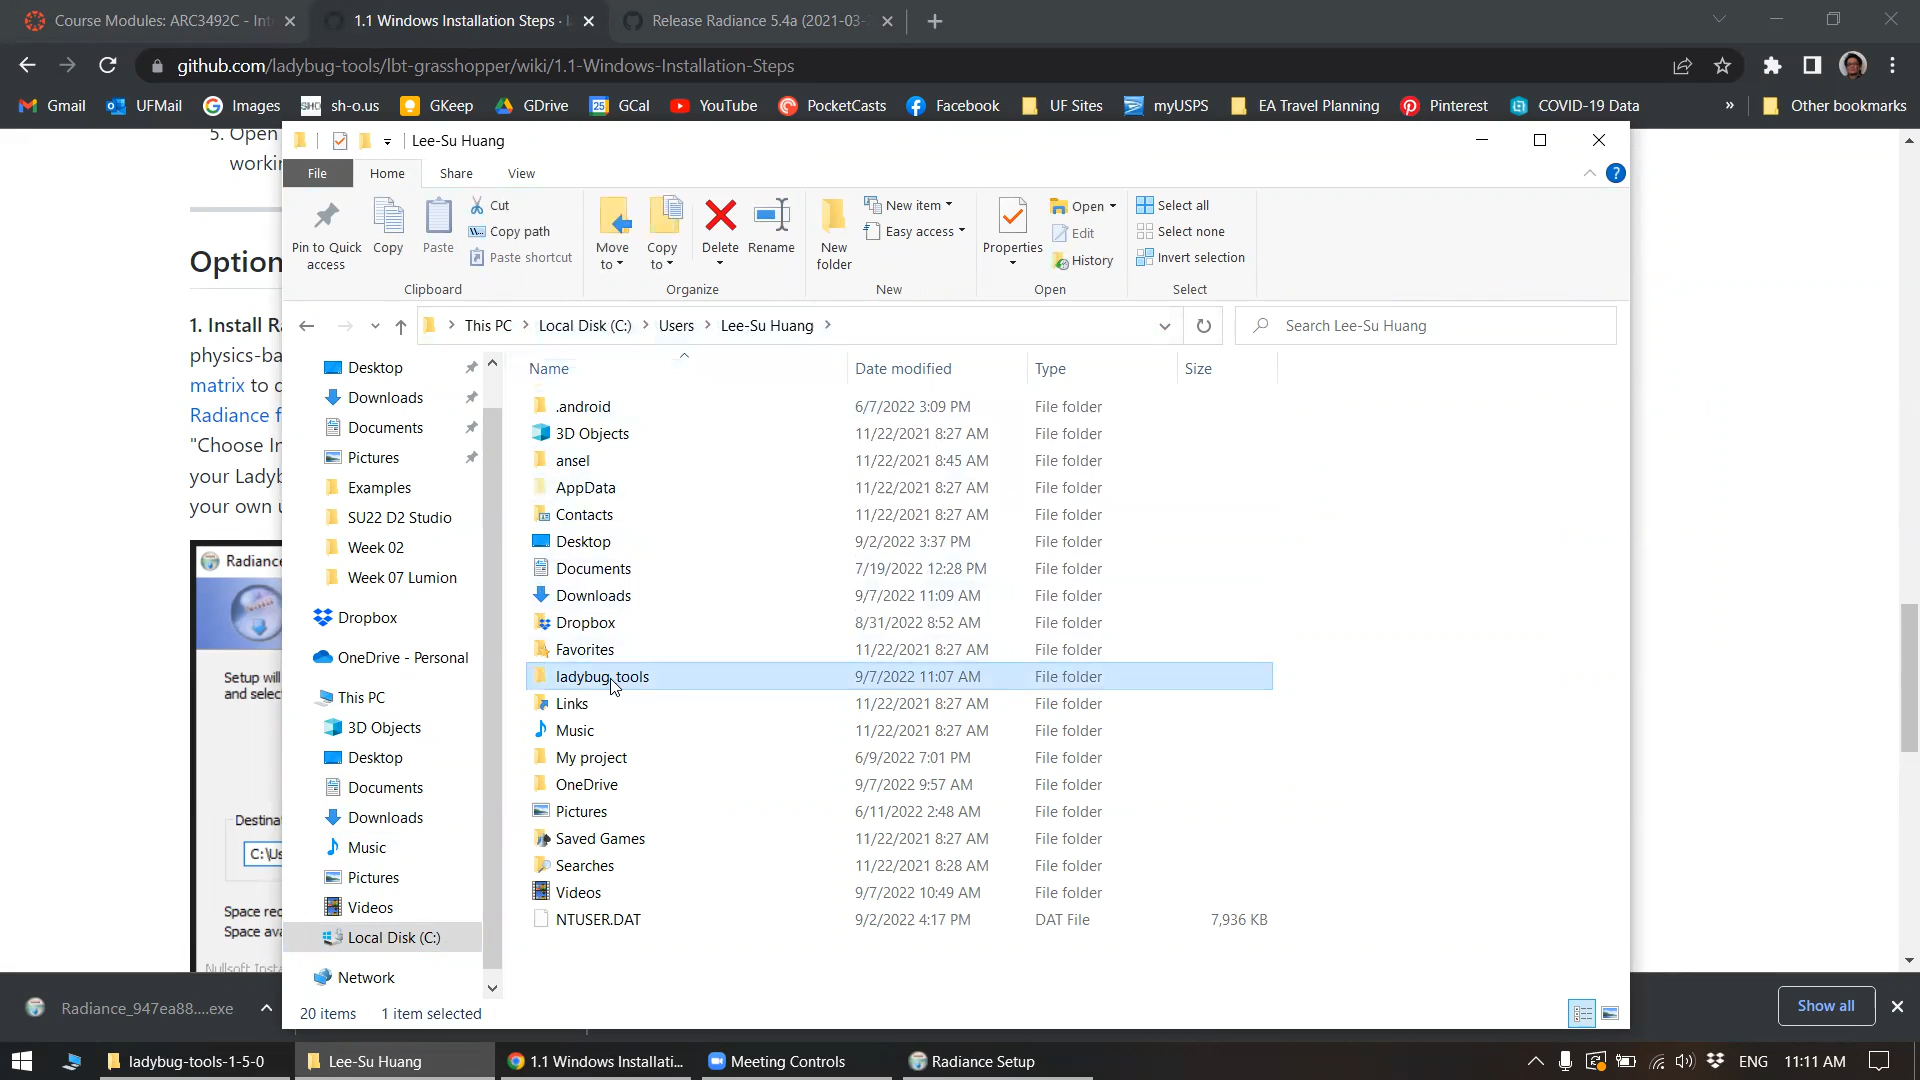 Course Modules: ARC3492C - Int
1.1 Windows Installation Steps ·
Release Radiance 5.4a (2021-03-
github.com/ladybug-tools/lbt-grasshopper/wiki/1.1-Windows-Installation-Steps
Gmail UFMail Images sh-o.us GKeep GDrive GCal YouTube PocketCasts Facebook UF Sites myUSPS EA Travel Planning Pinterest COVID-19 Data » Other bookmarks
5. Open
workin
Option
1. Install R
physics-ba
matrix to
Radiance f
"Choose In
your Ladyb
your own u
Radiance
Setup will
and selec
Destina
C:\Us
Space rec
Space ava
Nullsoft Inst
Lee-Su Huang
File Home Share View
Pin to Quick access
Copy
Paste
Cut
Copy path
Paste shortcut
Clipboard
Move to
Copy to
Delete
Rename
Organize
New folder
New item
Easy access
New
Properties
Open
Edit
History
Open
Select all
Select none
Invert selection
Select
This PC > Local Disk (C:) > Users > Lee-Su Huang >
Search Lee-Su Huang
Desktop
Downloads
Documents
Pictures
Examples
SU22 D2 Studio
Week 02
Week 07 Lumion
Dropbox
OneDrive - Personal
This PC
3D Objects
Desktop
Documents
Downloads
Music
Pictures
Videos
Local Disk (C:)
Network
Name Date modified Type Size
.android 6/7/2022 3:09 PM File folder
3D Objects 11/22/2021 8:27 AM File folder
ansel 11/22/2021 8:45 AM File folder
AppData 11/22/2021 8:27 AM File folder
Contacts 11/22/2021 8:27 AM File folder
Desktop 9/2/2022 3:37 PM File folder
Documents 7/19/2022 12:28 PM File folder
Downloads 9/7/2022 11:09 AM File folder
Dropbox 8/31/2022 8:52 AM File folder
Favorites 11/22/2021 8:27 AM File folder
ladybug_tools 9/7/2022 11:07 AM File folder
Links 11/22/2021 8:27 AM File folder
Music 11/22/2021 8:27 AM File folder
My project 6/9/2022 7:01 PM File folder
OneDrive 9/7/2022 9:57 AM File folder
Pictures 6/11/2022 2:48 AM File folder
Saved Games 11/22/2021 8:27 AM File folder
Searches 11/22/2021 8:28 AM File folder
Videos 9/7/2022 10:49 AM File folder
NTUSER.DAT 9/2/2022 4:17 PM DAT File 7,936 KB
20 items 1 item selected
Radiance_947ea88....exe
Show all
ladybug-tools-1-5-0
Lee-Su Huang
1.1 Windows Installati...
Meeting Controls
Radiance Setup
ENG
11:11 AM